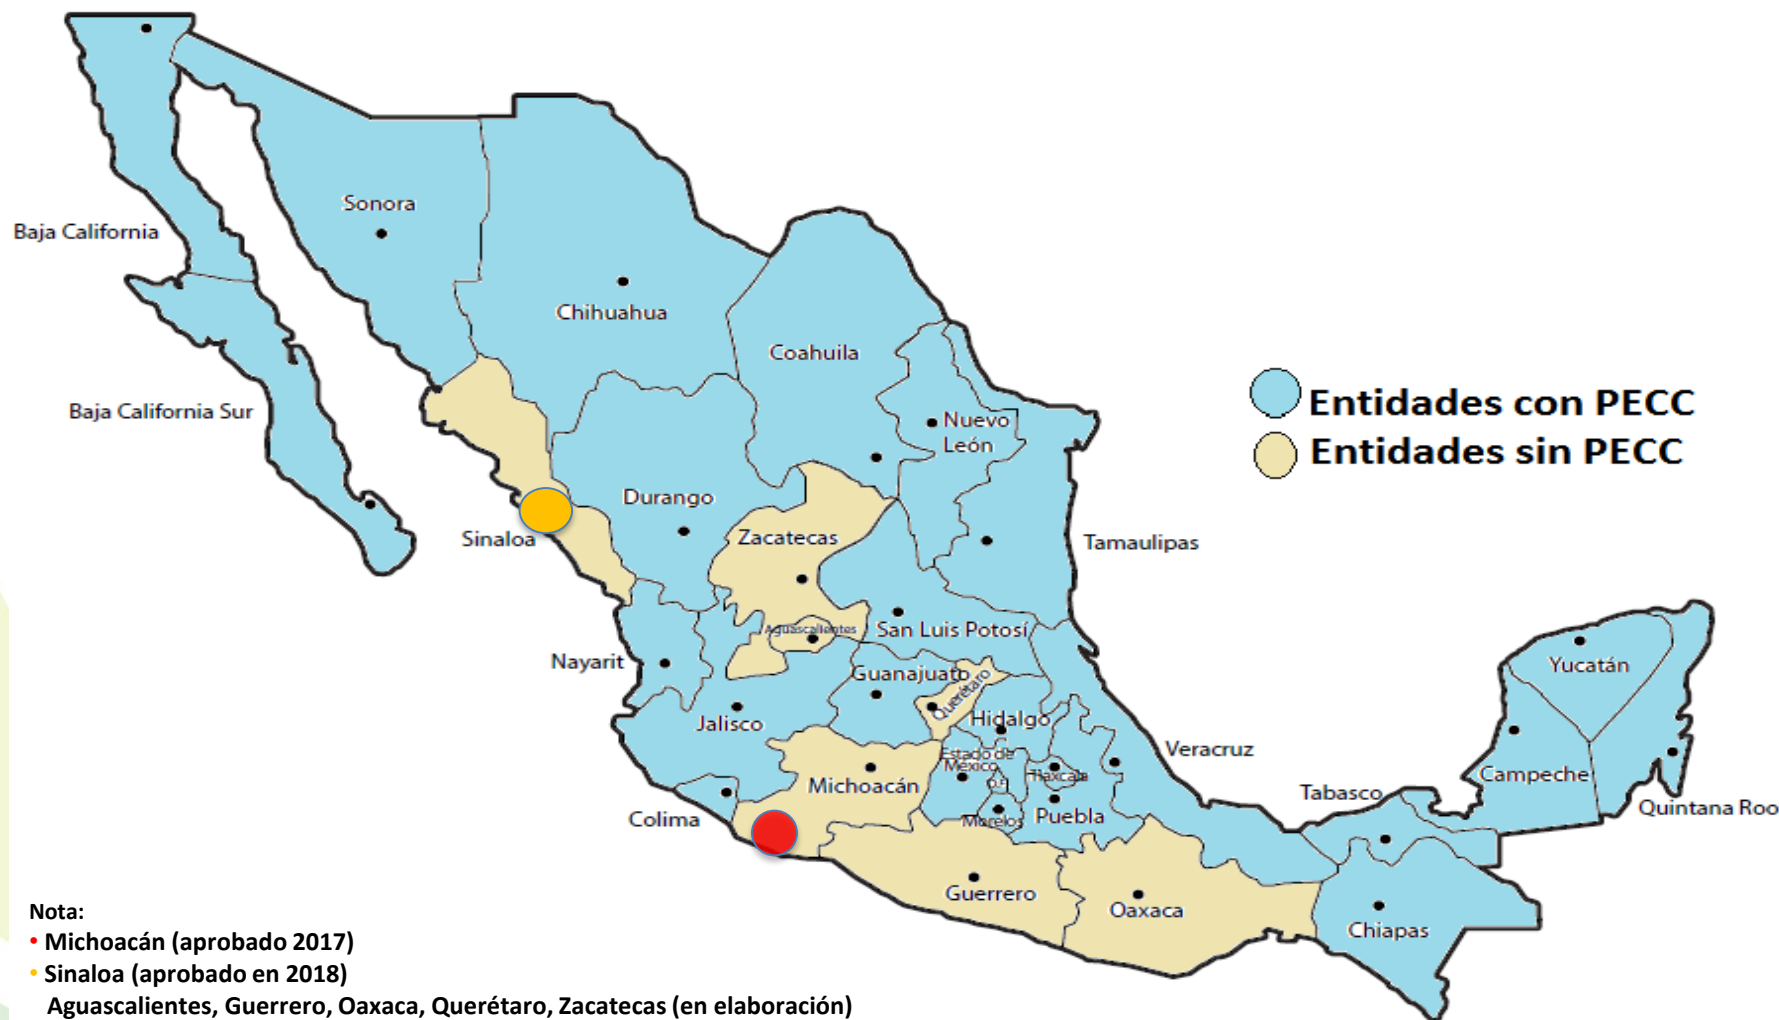 Sonora
Baja California
Chihuahua
Coahuila
Baja California Sur
Entidades con PECC
Nuevo
León
Entidades sin PECC
Durango
Sinaloa
Zacatecas
Tamaulipas
Aguascalientes
San Luis Potosí
Nayarit
Guanajuato
Querétaro
Yucatán
Jalisco
Hidalgo
Veracruz
Estado de
México
D.F.
Tlaxcala
Michoacán
Campeche
Tabasco
Quintana Roo
Colima
Morelos
Puebla
Guerrero
Oaxaca
Chiapas
Nota:
• Michoacán (aprobado 2017)
• Sinaloa (aprobado en 2018)
Aguascalientes, Guerrero, Oaxaca, Querétaro, Zacatecas (en elaboración)